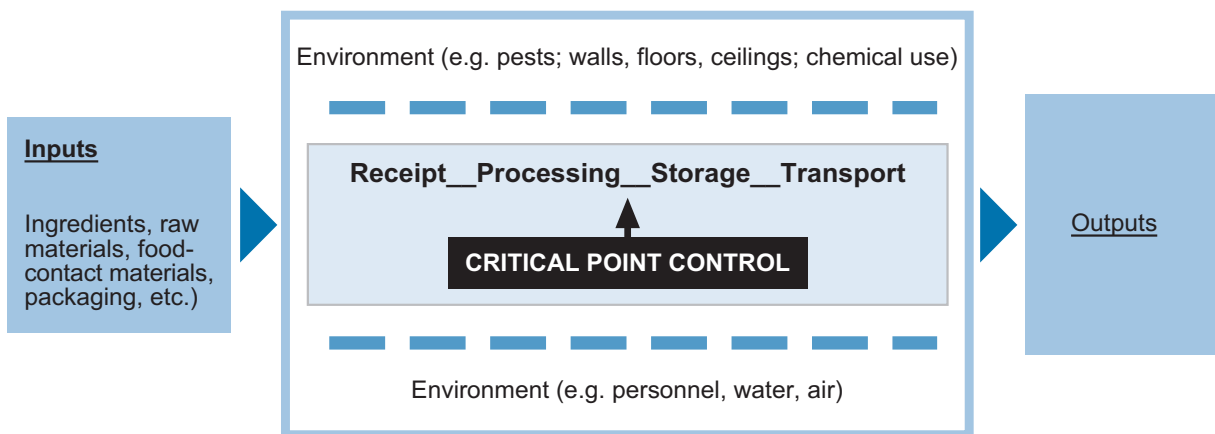 Environment (e.g. pests; walls, floors, ceilings; chemical use)
Inputs
Ingredients, raw
materials, food-
contact materials,
packaging, etc.)
Receipt__Processing__Storage__Transport
CRITICAL POINT CONTROL
Environment (e.g. personnel, water, air)
Outputs